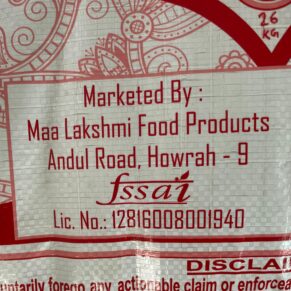 26
KG
Marketed By :
Maa Lakshmi Food Products
Andul Road, Howrah - 9
fssai
Lic. No.: 12816008001940
DISCLAI
untarily forego any actionable claim or enforcea